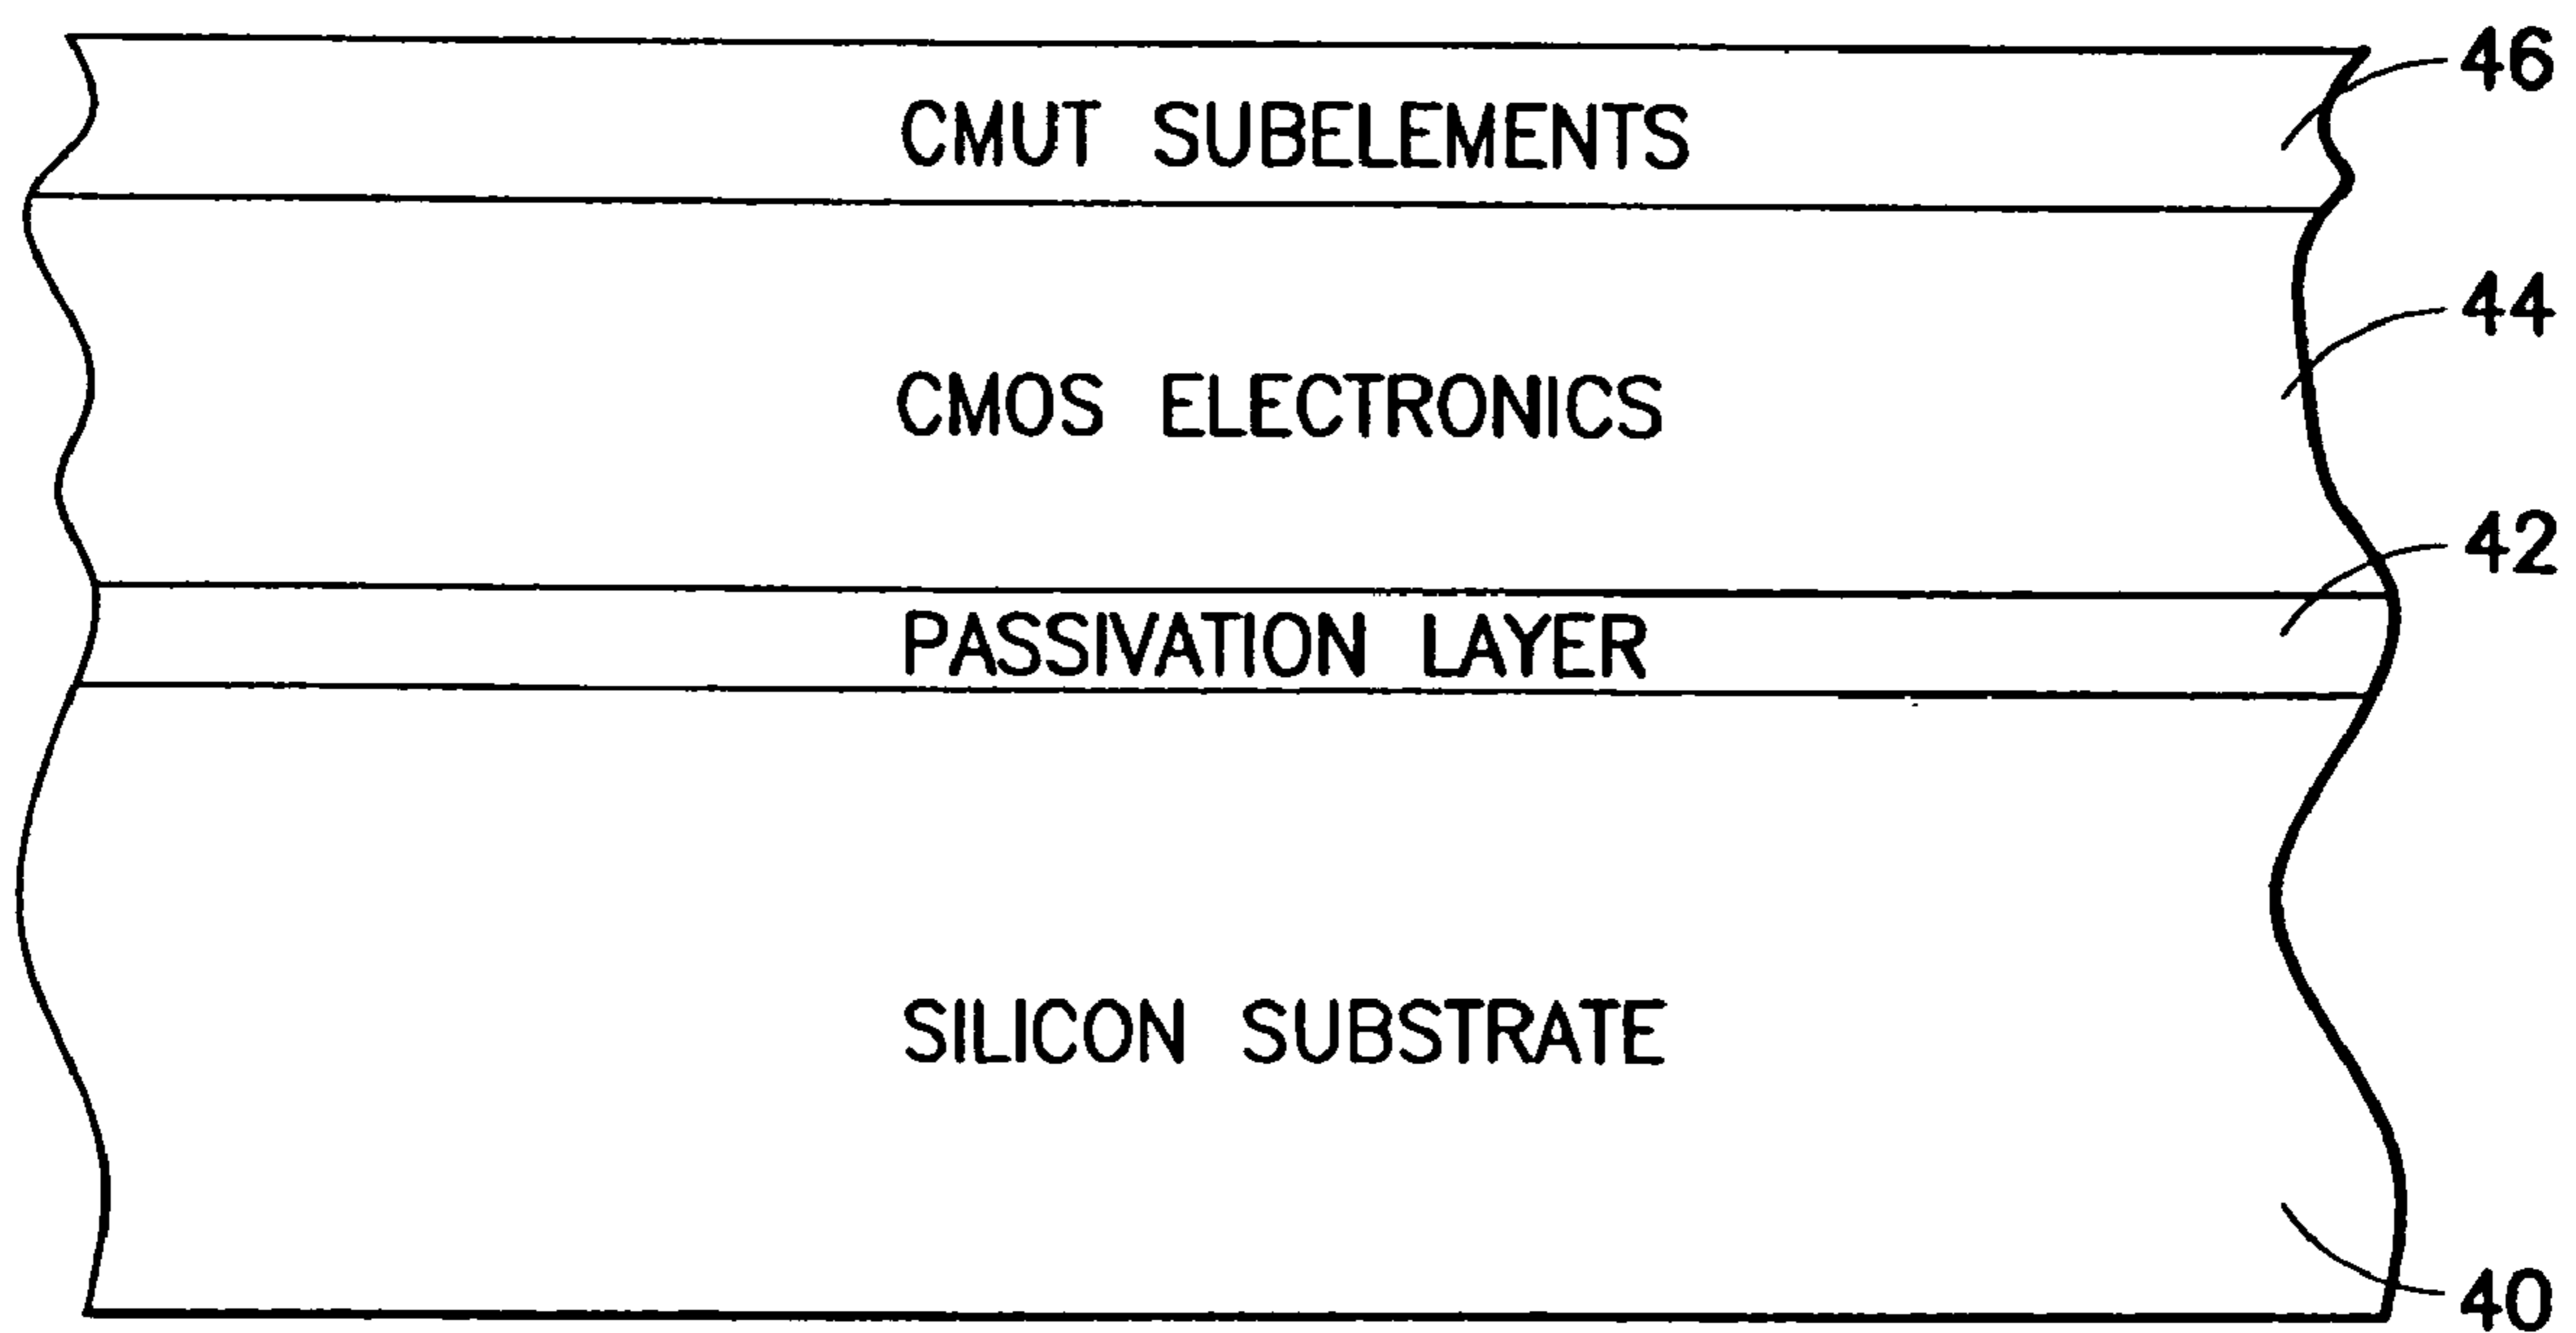 46
CMUT SUBELEMENTS
44
CMOS ELECTRONICS
42
PASSIVATION LAYER
SILICON SUBSTRATE
40